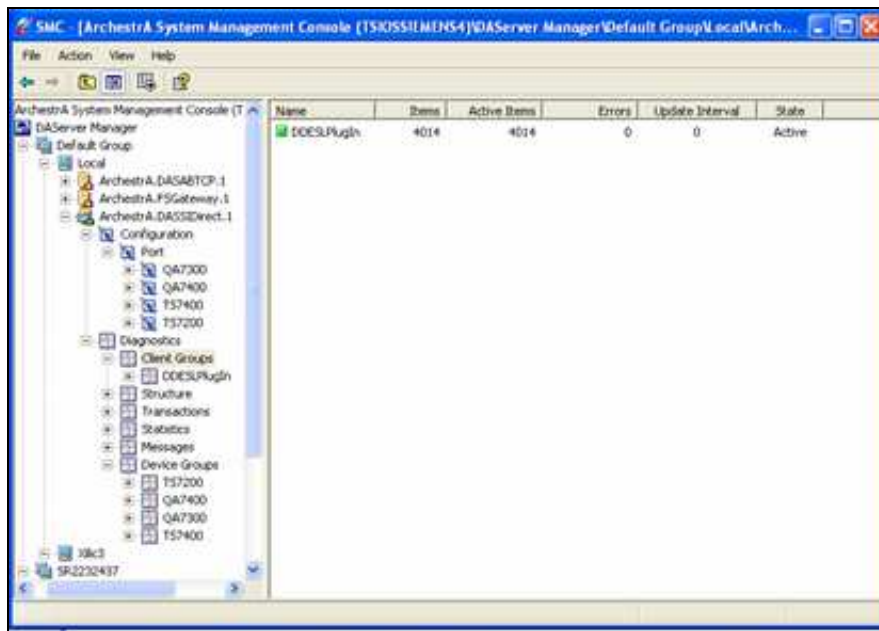 SMC - [ArchestrA System Management Console (TSIOSSIEMENS4)\DAServer Manager\Default Group\Local\Arch...
File Action View Help
ArchestrA System Management Console (T
DAServer Manager
Default Group
Local
ArchestrA.DASABTCP.1
ArchestrA.FSGateway.1
ArchestrA.DASSIDirect.1
Configuration
Port
QA7300
QA7400
TS7400
TS7200
Diagnostics
Client Groups
DDESLPlugIn
Structure
Transactions
Statistics
Messages
Device Groups
TS7200
QA7400
QA7300
TS7400
SR2232437
Name Items Active Items Errors Update Interval State
DDESLPlugIn 4014 4014 0 0 Active